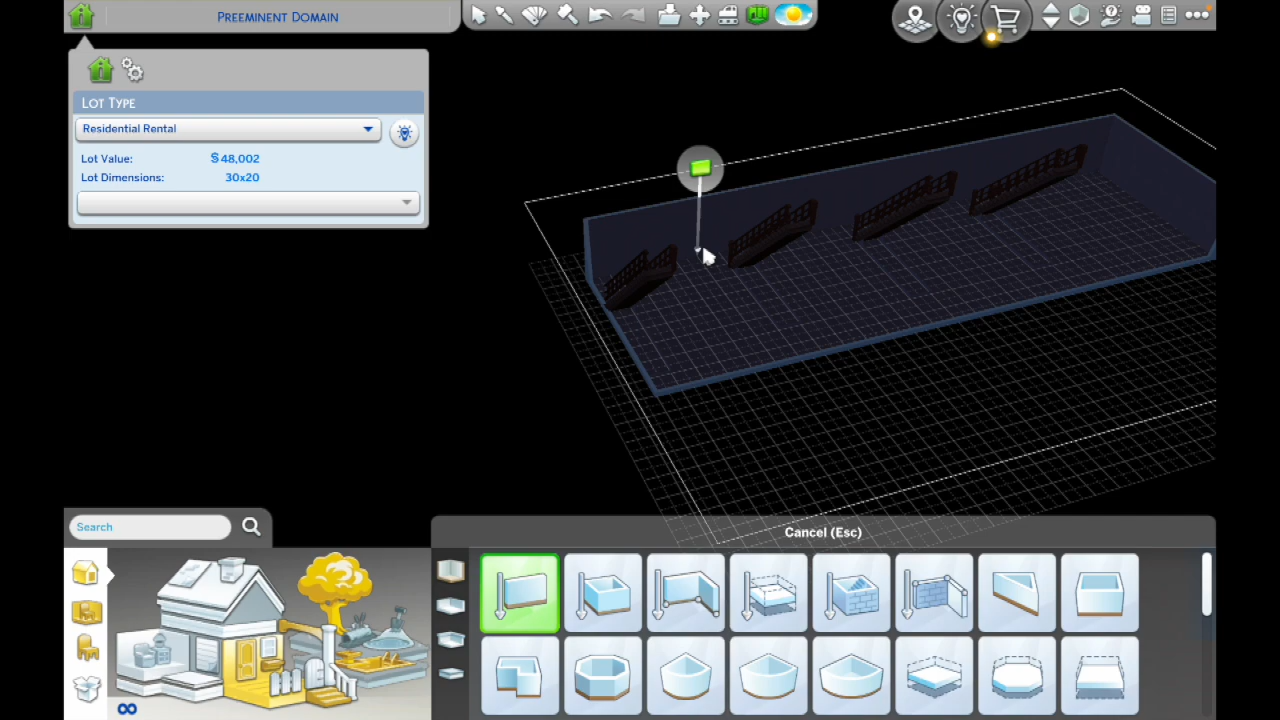 PREEMINENT DOMAIN
LOT TYPE
Residential Rental
Lot Value: §48,002
Lot Dimensions: 30x20
Search
Cancel (Esc)